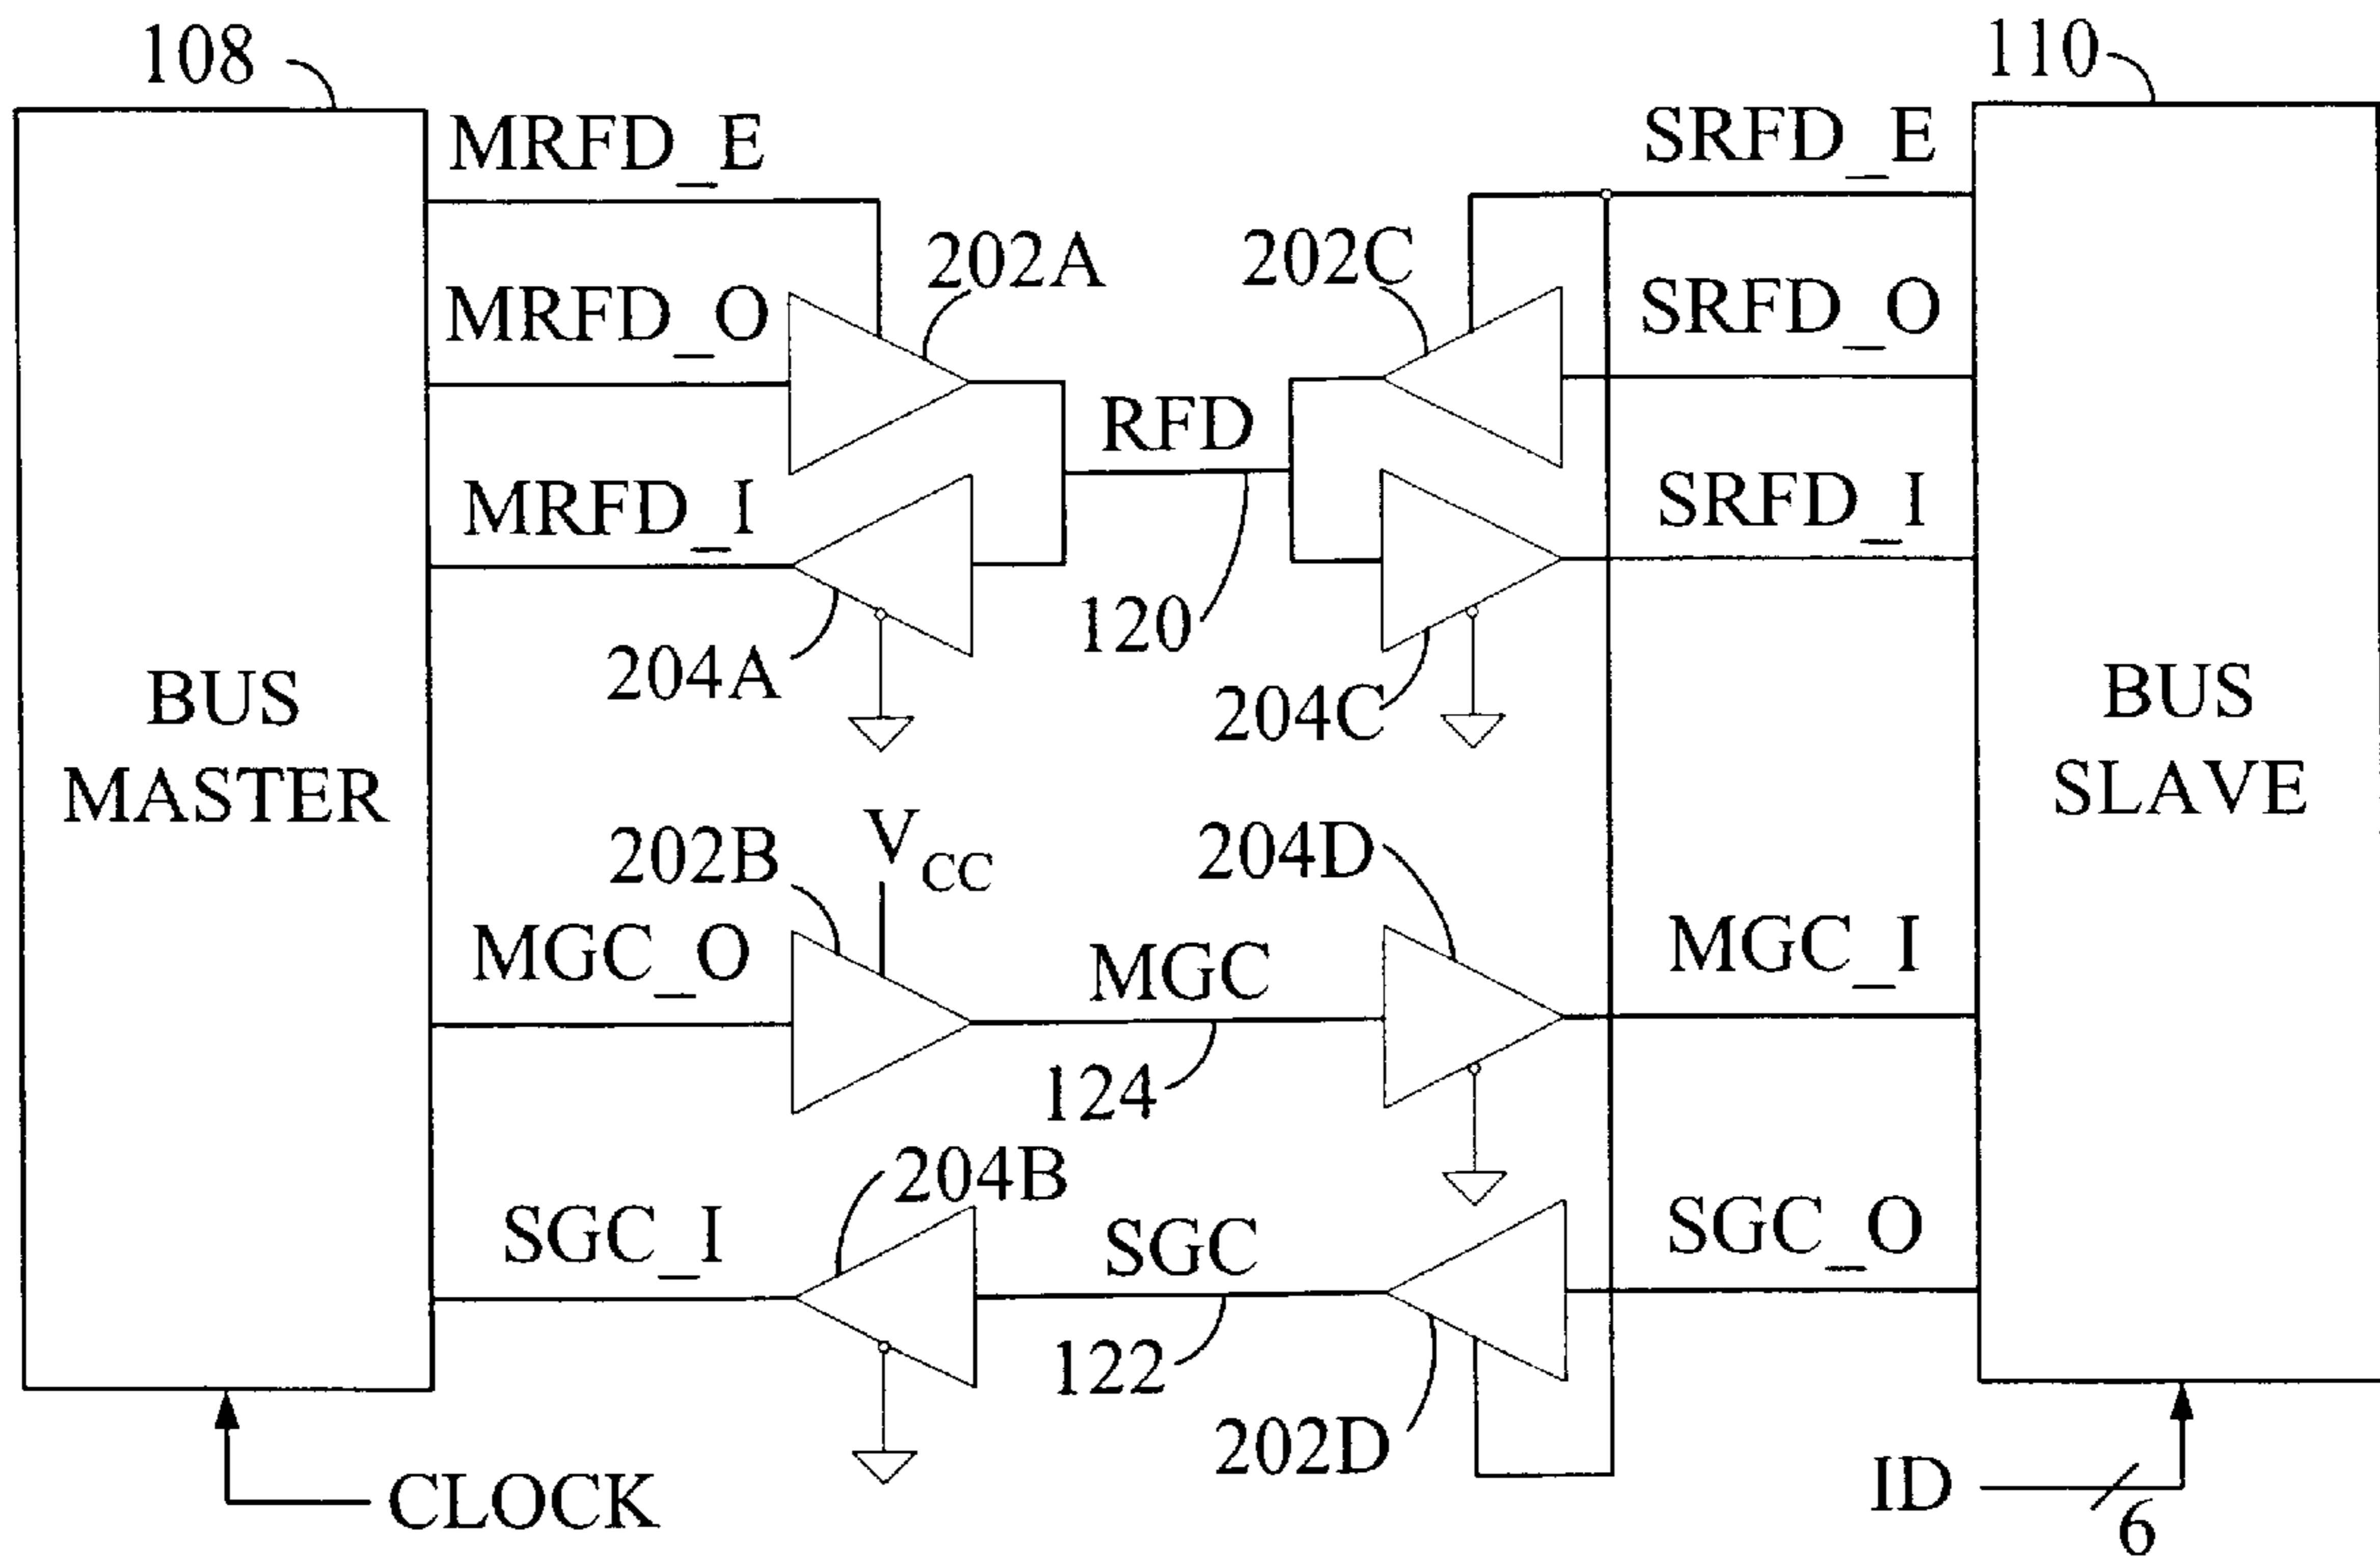 108
110
MRFD_E
SRFD_E
202A
202C
MRFD_O
SRFD_O
RFD
MRFD_I
SRFD_I
120
204A
204C
BUS
MASTER
BUS
SLAVE
202B
VCC
204D
MGC_O
MGC
MGC_I
124
204B
SGC_I
SGC
SGC_O
122
202D
CLOCK
ID
6